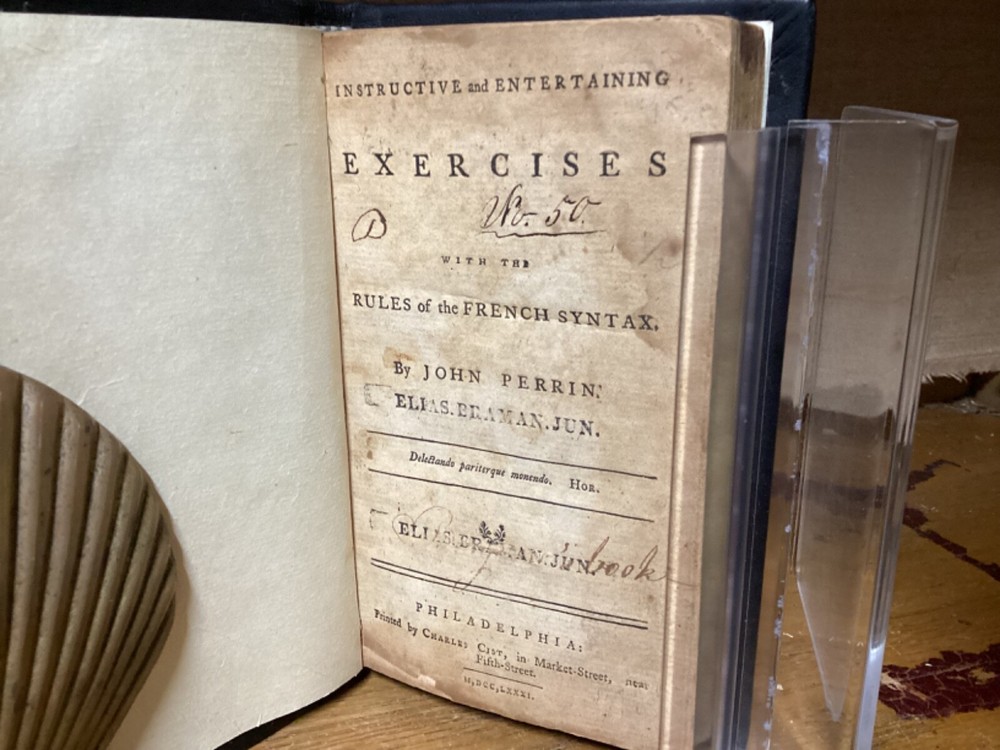 INSTRUCTIVE and ENTERTAINING
EXERCISES
No. 50.
WITH THE
RULES of the FRENCH SYNTAX.
By JOHN PERRIN.
ELIAS.BRAMAN.JUN.
Delectando pariterque monendo. HOR.
ELIAS.BRAMAN.JUN. book
PHILADELPHIA:
Printed by CHARLES CIST, in Market-Street, near
Fifth-Street.
M,DCC,LXXXI.